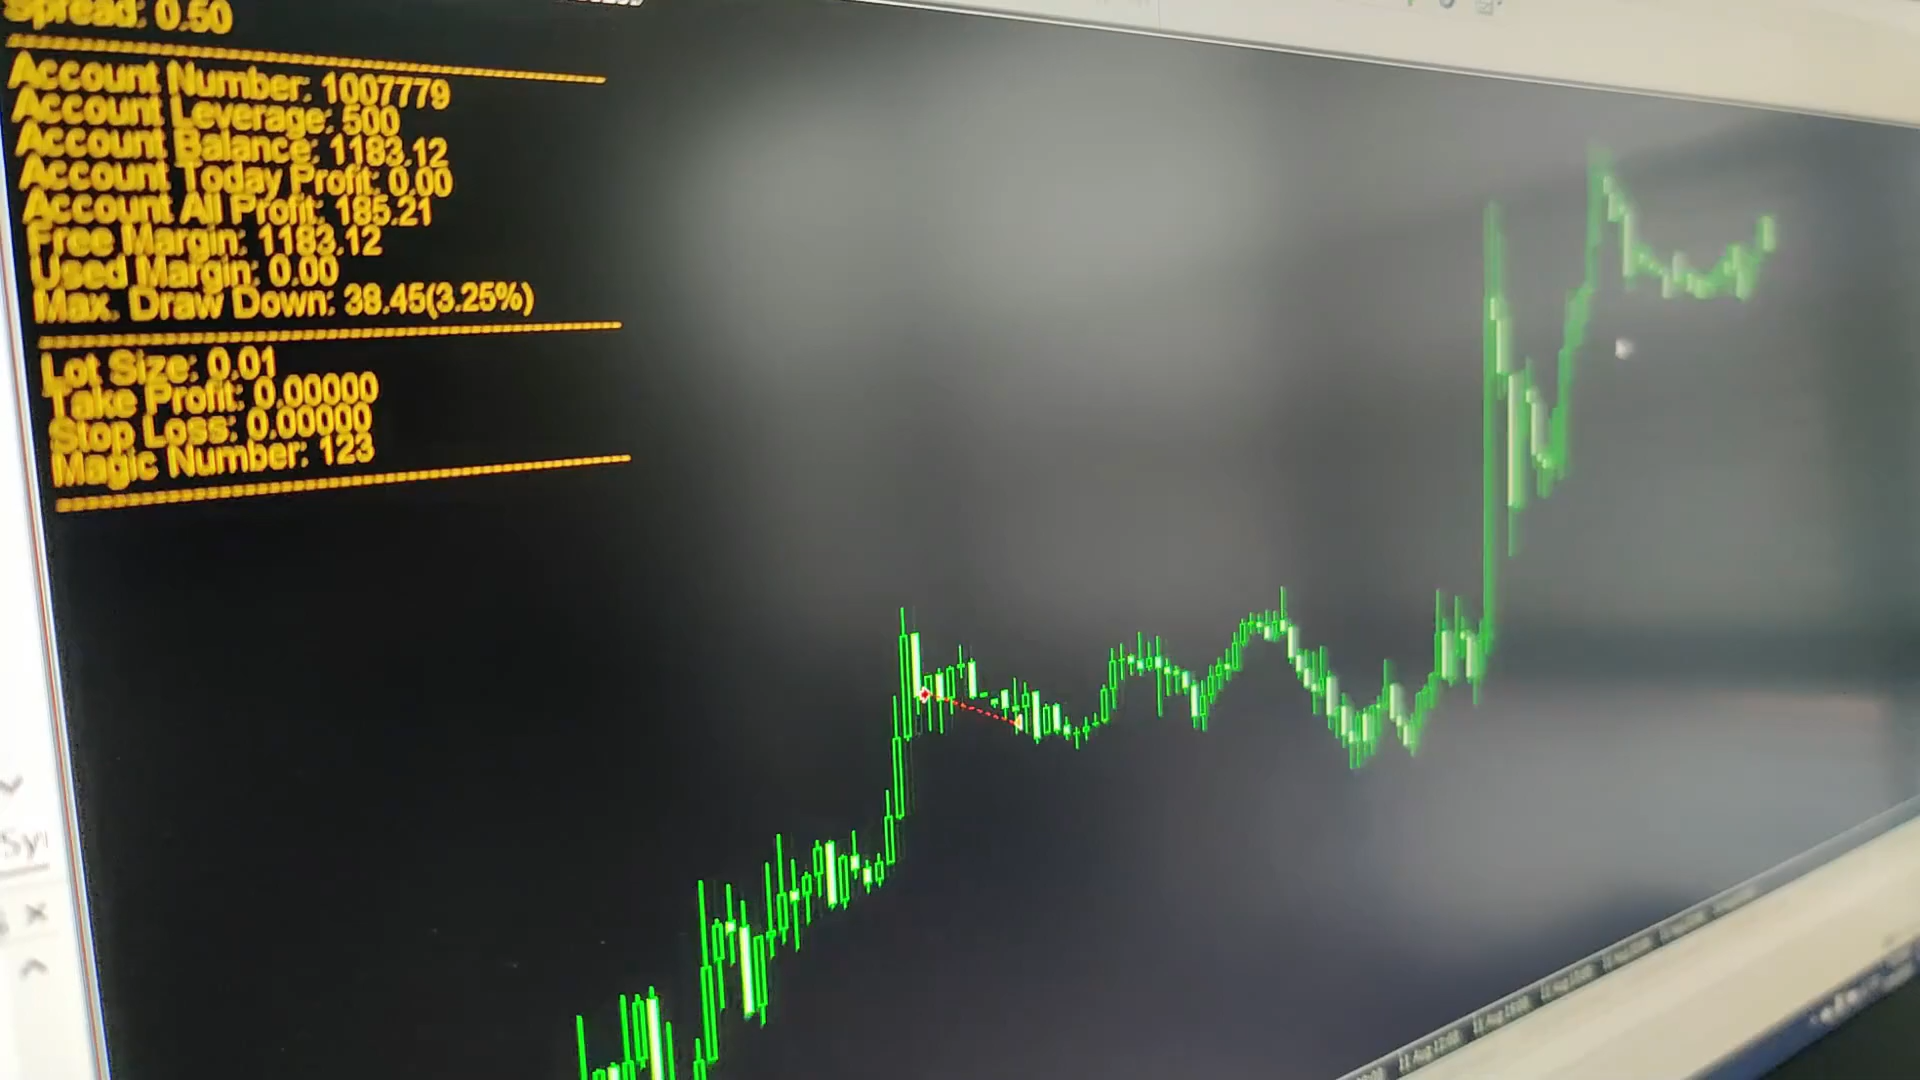 Spread: 0.50
Account Number: 1007779
Account Leverage: 500
Account Balance: 1183.12
Account Today Profit: 0.00
Account All Profit: 185.21
Free Margin: 1183.12
Used Margin: 0.00
Max. Draw Down: 38.45(3.25%)
Lot Size: 0.01
Take Profit: 0.00000
Stop Loss: 0.00000
Magic Number: 123